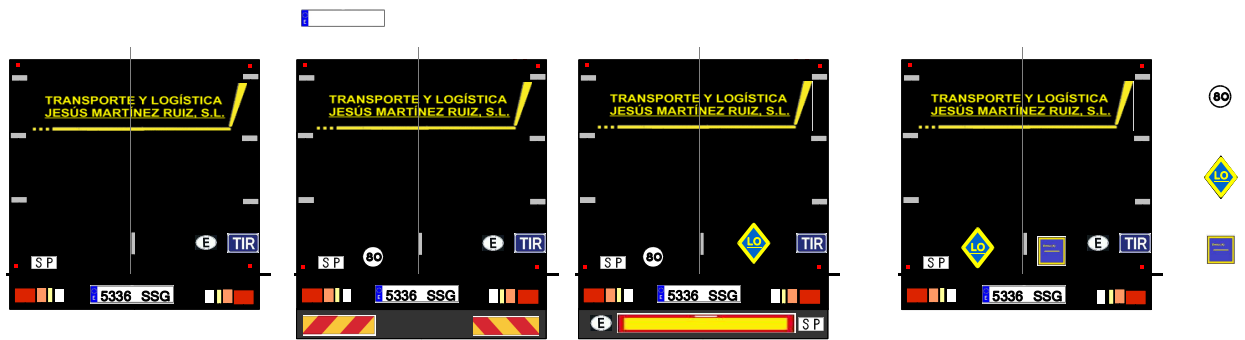 TRANSPORTE Y LOGÍSTICA
JESÚS MARTÍNEZ RUIZ, S.L.
E TIR
S P
5336 SSG
TRANSPORTE Y LOGÍSTICA
JESÚS MARTÍNEZ RUIZ, S.L.
E TIR
S P 80
5336 SSG
TRANSPORTE Y LOGÍSTICA
JESÚS MARTÍNEZ RUIZ, S.L.
LO
80
5336 SSG
E S P
TRANSPORTE Y LOGÍSTICA
JESÚS MARTÍNEZ RUIZ, S.L.
LO E TIR
S P
5336 SSG
80
LO